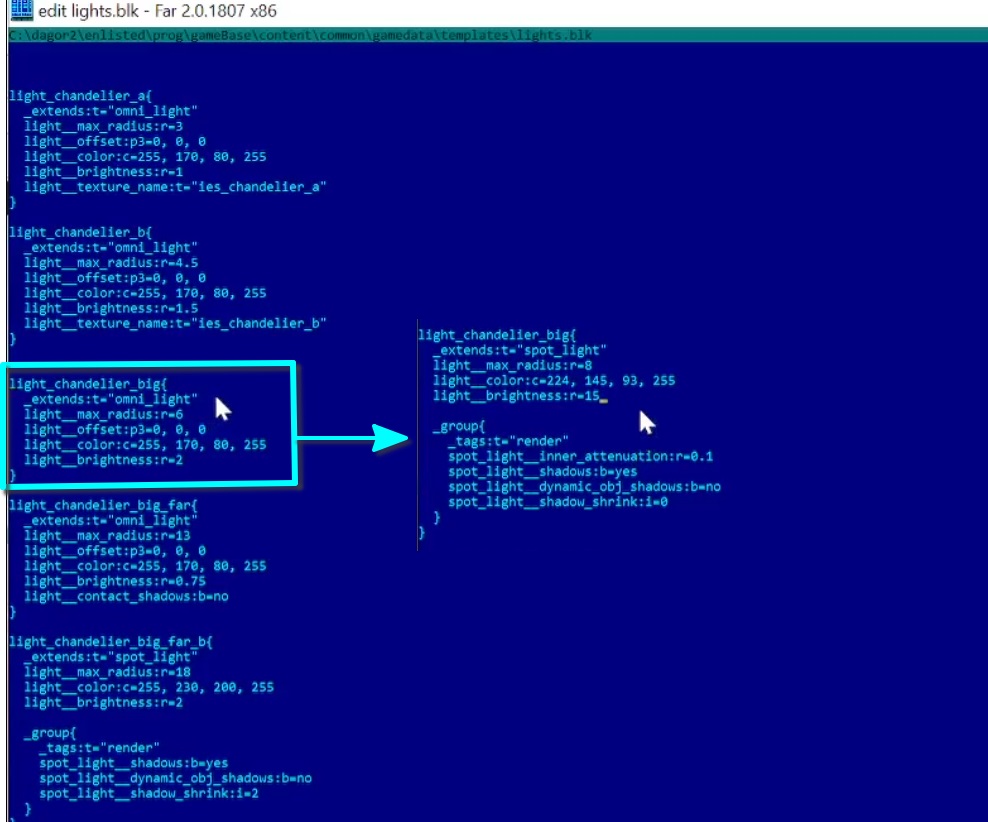 edit lights.blk - Far 2.0.1807 x86
C:\dagor2\enlisted\prog\gameBase\content\common\gamedata\templates\lights.blk
light_chandelier_a{
_extends:t="omni_light"
light__max_radius:r=3
light__offset:p3=0, 0, 0
light__color:c=255, 170, 80, 255
light__brightness:r=1
light__texture_name:t="ies_chandelier_a"
}
light_chandelier_b{
_extends:t="omni_light"
light__max_radius:r=4.5
light__offset:p3=0, 0, 0
light__color:c=255, 170, 80, 255
light__brightness:r=1.5
light__texture_name:t="ies_chandelier_b"
}
light_chandelier_big{
_extends:t="omni_light"
light__max_radius:r=6
light__offset:p3=0, 0, 0
light__color:c=255, 170, 80, 255
light__brightness:r=2
}
light_chandelier_big{
_extends:t="spot_light"
light__max_radius:r=8
light__color:c=224, 145, 93, 255
light__brightness:r=15
_group{
_tags:t="render"
spot_light__inner_attenuation:r=0.1
spot_light__shadows:b=yes
spot_light__dynamic_obj_shadows:b=no
spot_light__shadow_shrink:i=0
}
}
light_chandelier_big_far{
_extends:t="omni_light"
light__max_radius:r=13
light__offset:p3=0, 0, 0
light__color:c=255, 170, 80, 255
light__brightness:r=0.75
light__contact_shadows:b=no
}
light_chandelier_big_far_b{
_extends:t="spot_light"
light__max_radius:r=18
light__color:c=255, 230, 200, 255
light__brightness:r=2
_group{
_tags:t="render"
spot_light__shadows:b=yes
spot_light__dynamic_obj_shadows:b=no
spot_light__shadow_shrink:i=2
}
}